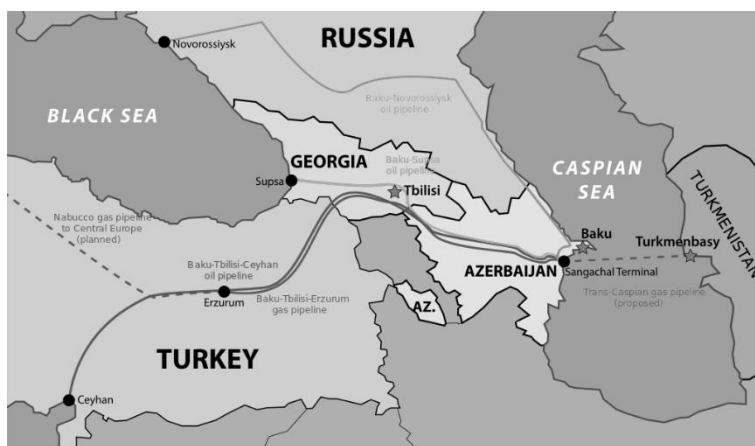 RUSSIA
Novorossiysk
Baku-Novorossiysk
oil pipeline
BLACK SEA
GEORGIA
Baku-Supsa
oil pipeline
CASPIAN
SEA
Supsa
Tbilisi
TURKMENISTAN
Nabucco gas pipeline
to Central Europe
(planned)
Baku
Turkmenbasy
Baku-Tbilisi-Ceyhan
oil pipeline
AZERBAIJAN
Sangachal Terminal
Erzurum
Baku-Tbilisi-Erzurum
gas pipeline
AZ.
Trans-Caspian gas pipeline
(proposed)
TURKEY
Ceyhan